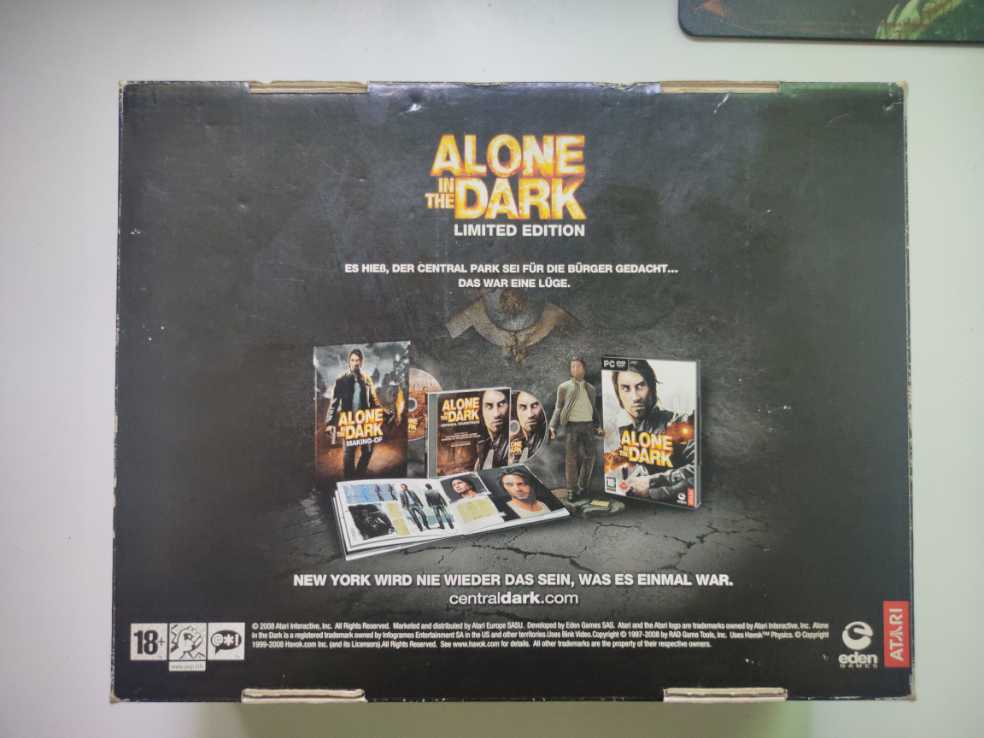 ALONE
IN THE DARK
LIMITED EDITION
ES HIEß, DER CENTRAL PARK SEI FÜR DIE BÜRGER GEDACHT...
DAS WAR EINE LÜGE.
ALONE
IN THE DARK
MAKING-OF
ALONE
IN THE DARK
ORIGINAL SOUNDTRACK
PC DVD
ALONE
IN THE DARK
NEW YORK WIRD NIE WIEDER DAS SEIN, WAS ES EINMAL WAR.
centraldark.com
18+
www.pegi.info
© 2008 Atari Interactive, Inc. All Rights Reserved. Marketed and distributed by Atari Europe SASU. Developed by Eden Games SAS. Atari and the Atari logo are trademarks owned by Atari Interactive, Inc. Alone
in the Dark is a registered trademark owned by Infogrames Entertainment SA in the US and other territories.Uses Bink Video.Copyright © 1997-2008 by RAD Game Tools, Inc. Uses Havok™ Physics. © Copyright
1999-2008 Havok.com Inc. (and its Licensors).All Rights Reserved. See www.havok.com for details. All other trademarks are the property of their respective owners.
eden
GAMES
ATARI